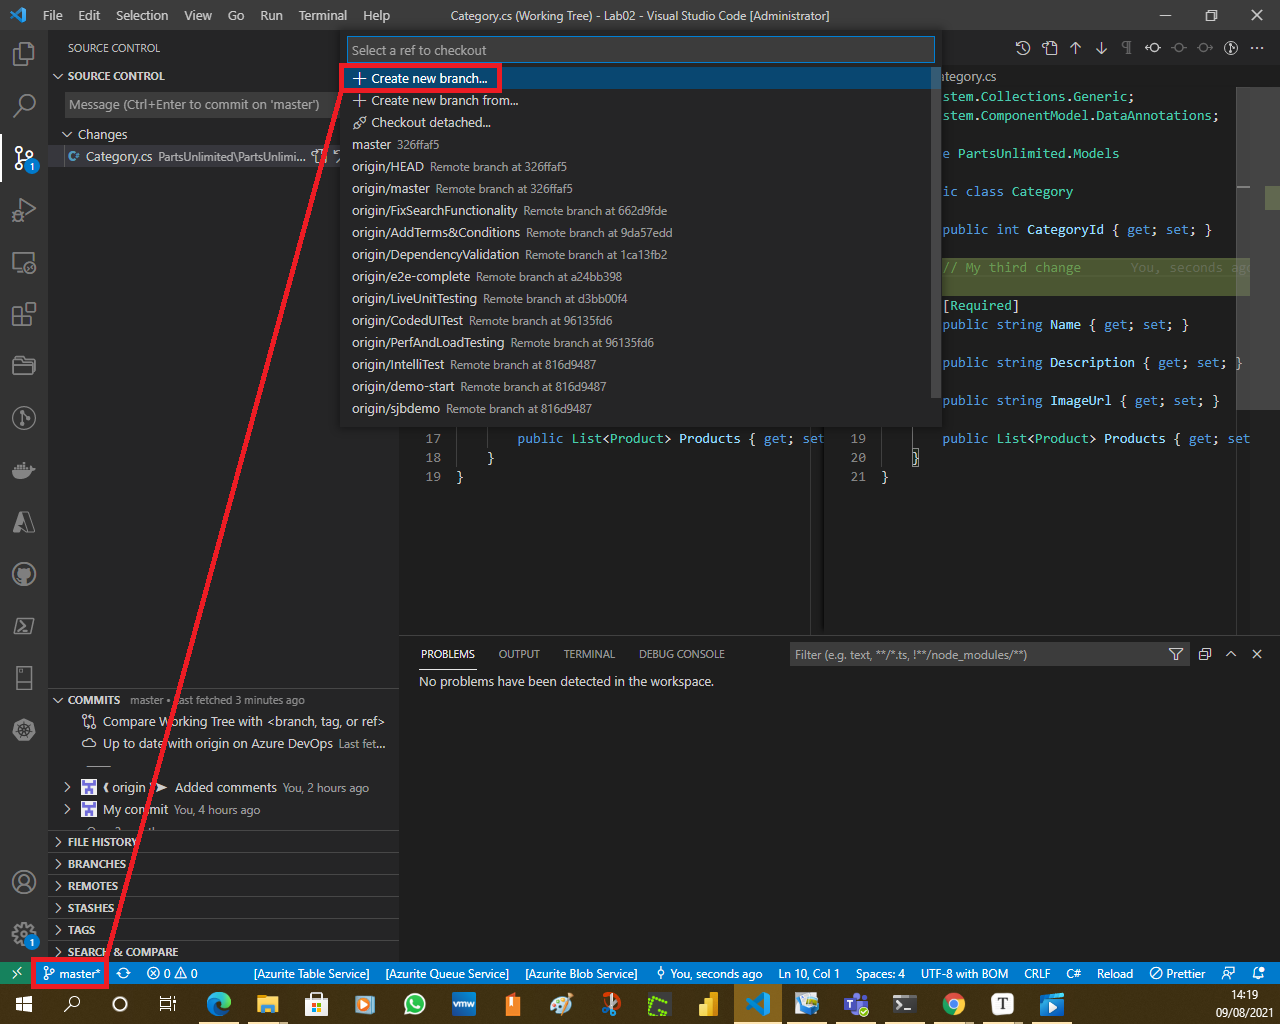 File Edit Selection View Go Run Terminal Help Category.cs (Working Tree) - Lab02 - Visual Studio Code [Administrator]
SOURCE CONTROL
SOURCE CONTROL
Message (Ctrl+Enter to commit on 'master')
Changes
Category.cs PartsUnlimited\PartsUnlimi...
1
Select a ref to checkout
Create new branch...
Create new branch from...
Checkout detached...
master 326ffaf5
origin/HEAD Remote branch at 326ffaf5
origin/master Remote branch at 326ffaf5
origin/FixSearchFunctionality Remote branch at 662d9fde
origin/AddTerms&Conditions Remote branch at 9da57edd
origin/DependencyValidation Remote branch at 1ca13fb2
origin/e2e-complete Remote branch at a24bb398
origin/LiveUnitTesting Remote branch at d3bb00f4
origin/CodedUITest Remote branch at 96135fd6
origin/PerfAndLoadTesting Remote branch at 96135fd6
origin/IntelliTest Remote branch at 816d9487
origin/demo-start Remote branch at 816d9487
origin/sjbdemo Remote branch at 816d9487
17 public List<Product> Products { get; set
18 }
19 }
ategory.cs
stem.Collections.Generic;
stem.ComponentModel.DataAnnotations;
e PartsUnlimited.Models
ic class Category
public int CategoryId { get; set; }
// My third change You, seconds ago
[Required]
public string Name { get; set; }
public string Description { get; set; }
public string ImageUrl { get; set; }
19 public List<Product> Products { get; set
20 }
21 }
PROBLEMS OUTPUT TERMINAL DEBUG CONSOLE Filter (e.g. text, **/*.ts, !**/node_modules/**)
No problems have been detected in the workspace.
COMMITS master • Last fetched 3 minutes ago
Compare Working Tree with <branch, tag, or ref>
Up to date with origin on Azure DevOps Last fet...
origin Added comments You, 2 hours ago
My commit You, 4 hours ago
FILE HISTORY
BRANCHES
REMOTES
STASHES
TAGS
SEARCH & COMPARE
1
master* 0 0 [Azurite Table Service] [Azurite Queue Service] [Azurite Blob Service] You, seconds ago Ln 10, Col 1 Spaces: 4 UTF-8 with BOM CRLF C# Reload Prettier
vmw T
14:19
09/08/2021